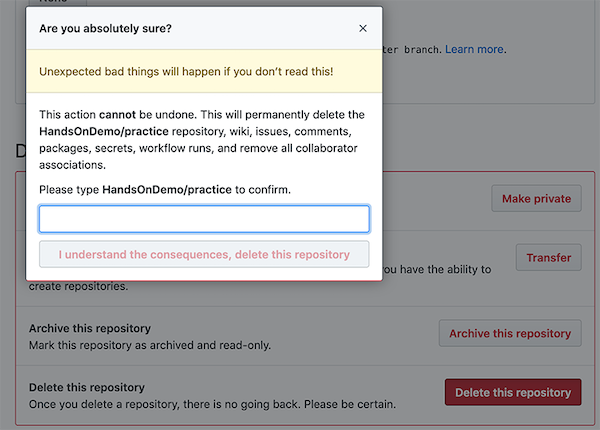 None
Are you absolutely sure?
ter branch. Learn more.
Unexpected bad things will happen if you don’t read this!
This action cannot be undone. This will permanently delete the
HandsOnDemo/practice repository, wiki, issues, comments,
packages, secrets, workflow runs, and remove all collaborator
associations.
Please type HandsOnDemo/practice to confirm.
I understand the consequences, delete this repository
D
Make private
Transfer
you have the ability to
create repositories.
Archive this repository
Mark this repository as archived and read-only.
Archive this repository
Delete this repository
Once you delete a repository, there is no going back. Please be certain.
Delete this repository